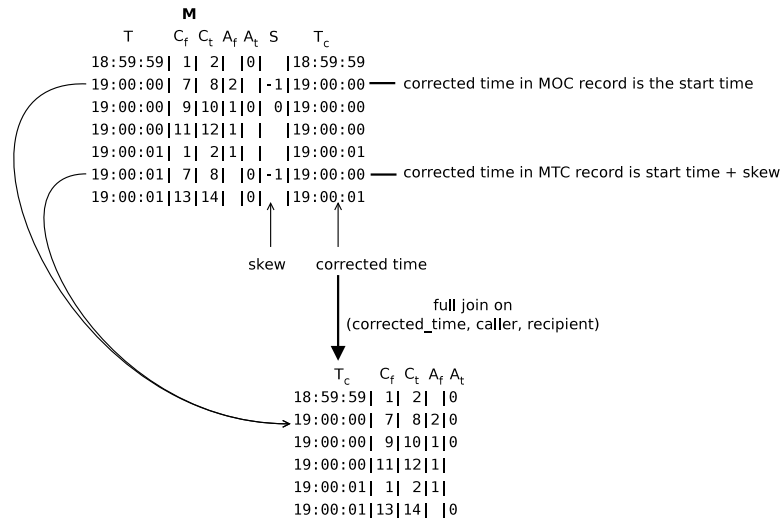 M
T C_f C_t A_f A_t S T_c
18:59:59| 1| 2| |0| |18:59:59
19:00:00| 7| 8|2| |-1|19:00:00 corrected time in MOC record is the start time
19:00:00| 9|10|1|0| 0|19:00:00
19:00:00|11|12|1| | |19:00:00
19:00:01| 1| 2|1| | |19:00:01
19:00:01| 7| 8| |0|-1|19:00:00 corrected time in MTC record is start time + skew
19:00:01|13|14| |0| |19:00:01
skew corrected time
full join on
(corrected_time, caller, recipient)
T_c C_f C_t A_f A_t
18:59:59| 1| 2| |0
19:00:00| 7| 8|2|0
19:00:00| 9|10|1|0
19:00:00|11|12|1|
19:00:01| 1| 2|1|
19:00:01|13|14| |0